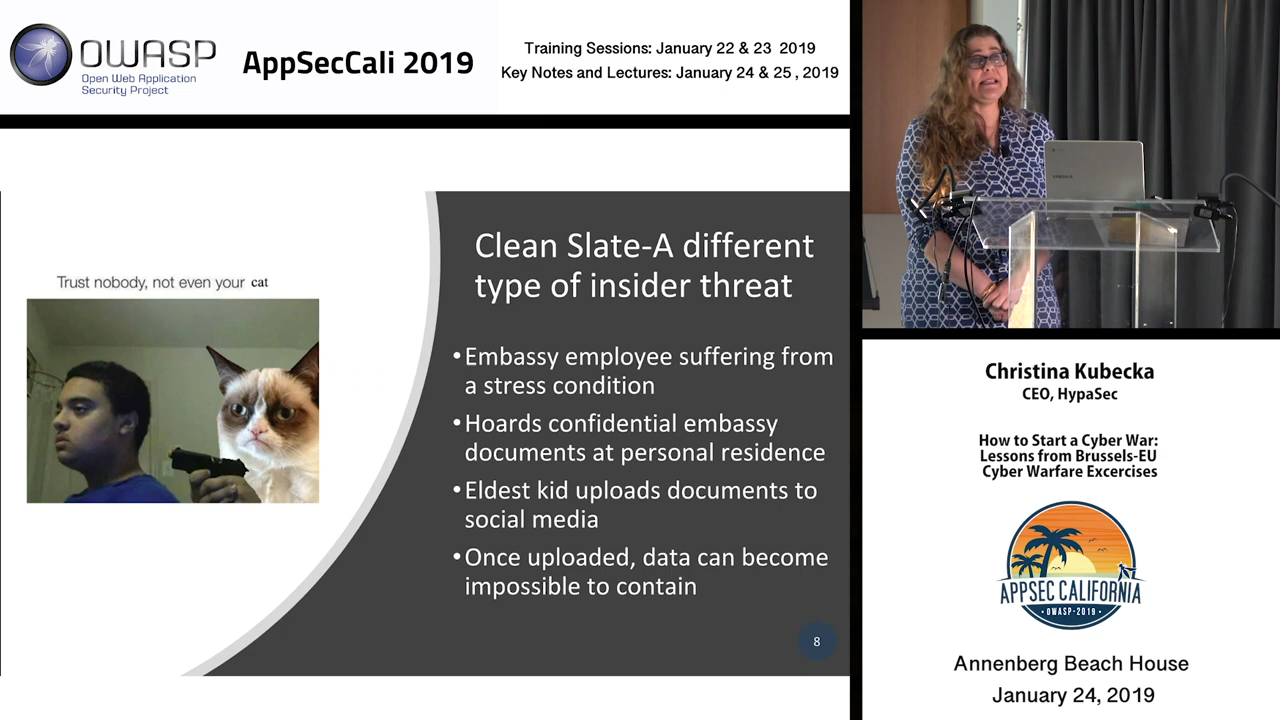 OWASP
Open Web Application
Security Project
AppSecCali 2019
Training Sessions: January 22 & 23 2019
Key Notes and Lectures: January 24 & 25, 2019
Trust nobody, not even your cat
Clean Slate-A different
type of insider threat
•Embassy employee suffering from
a stress condition
•Hoards confidential embassy
documents at personal residence
•Eldest kid uploads documents to
social media
•Once uploaded, data can become
impossible to contain
8
SAMSUNG
Christina Kubecka
CEO, HypaSec
How to Start a Cyber War:
Lessons from Brussels-EU
Cyber Warfare Excercises
APPSEC CALIFORNIA
• OWASP-2019 •
Annenberg Beach House
January 24, 2019